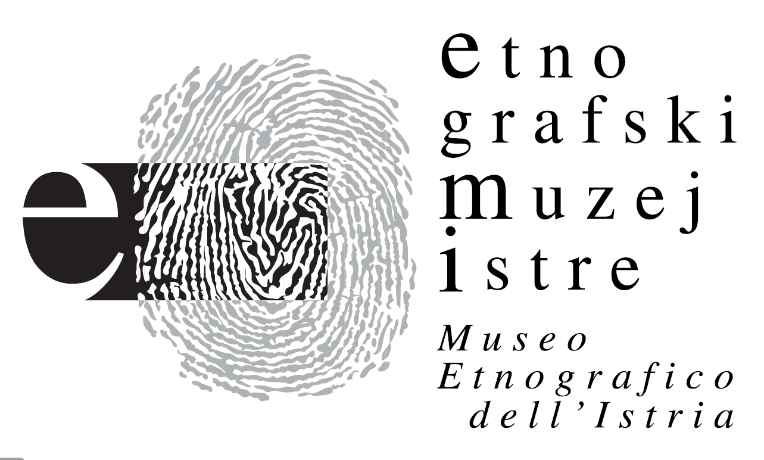 e
etno
grafski
muzej
istre
Museo
Etnografico
dell'Istria